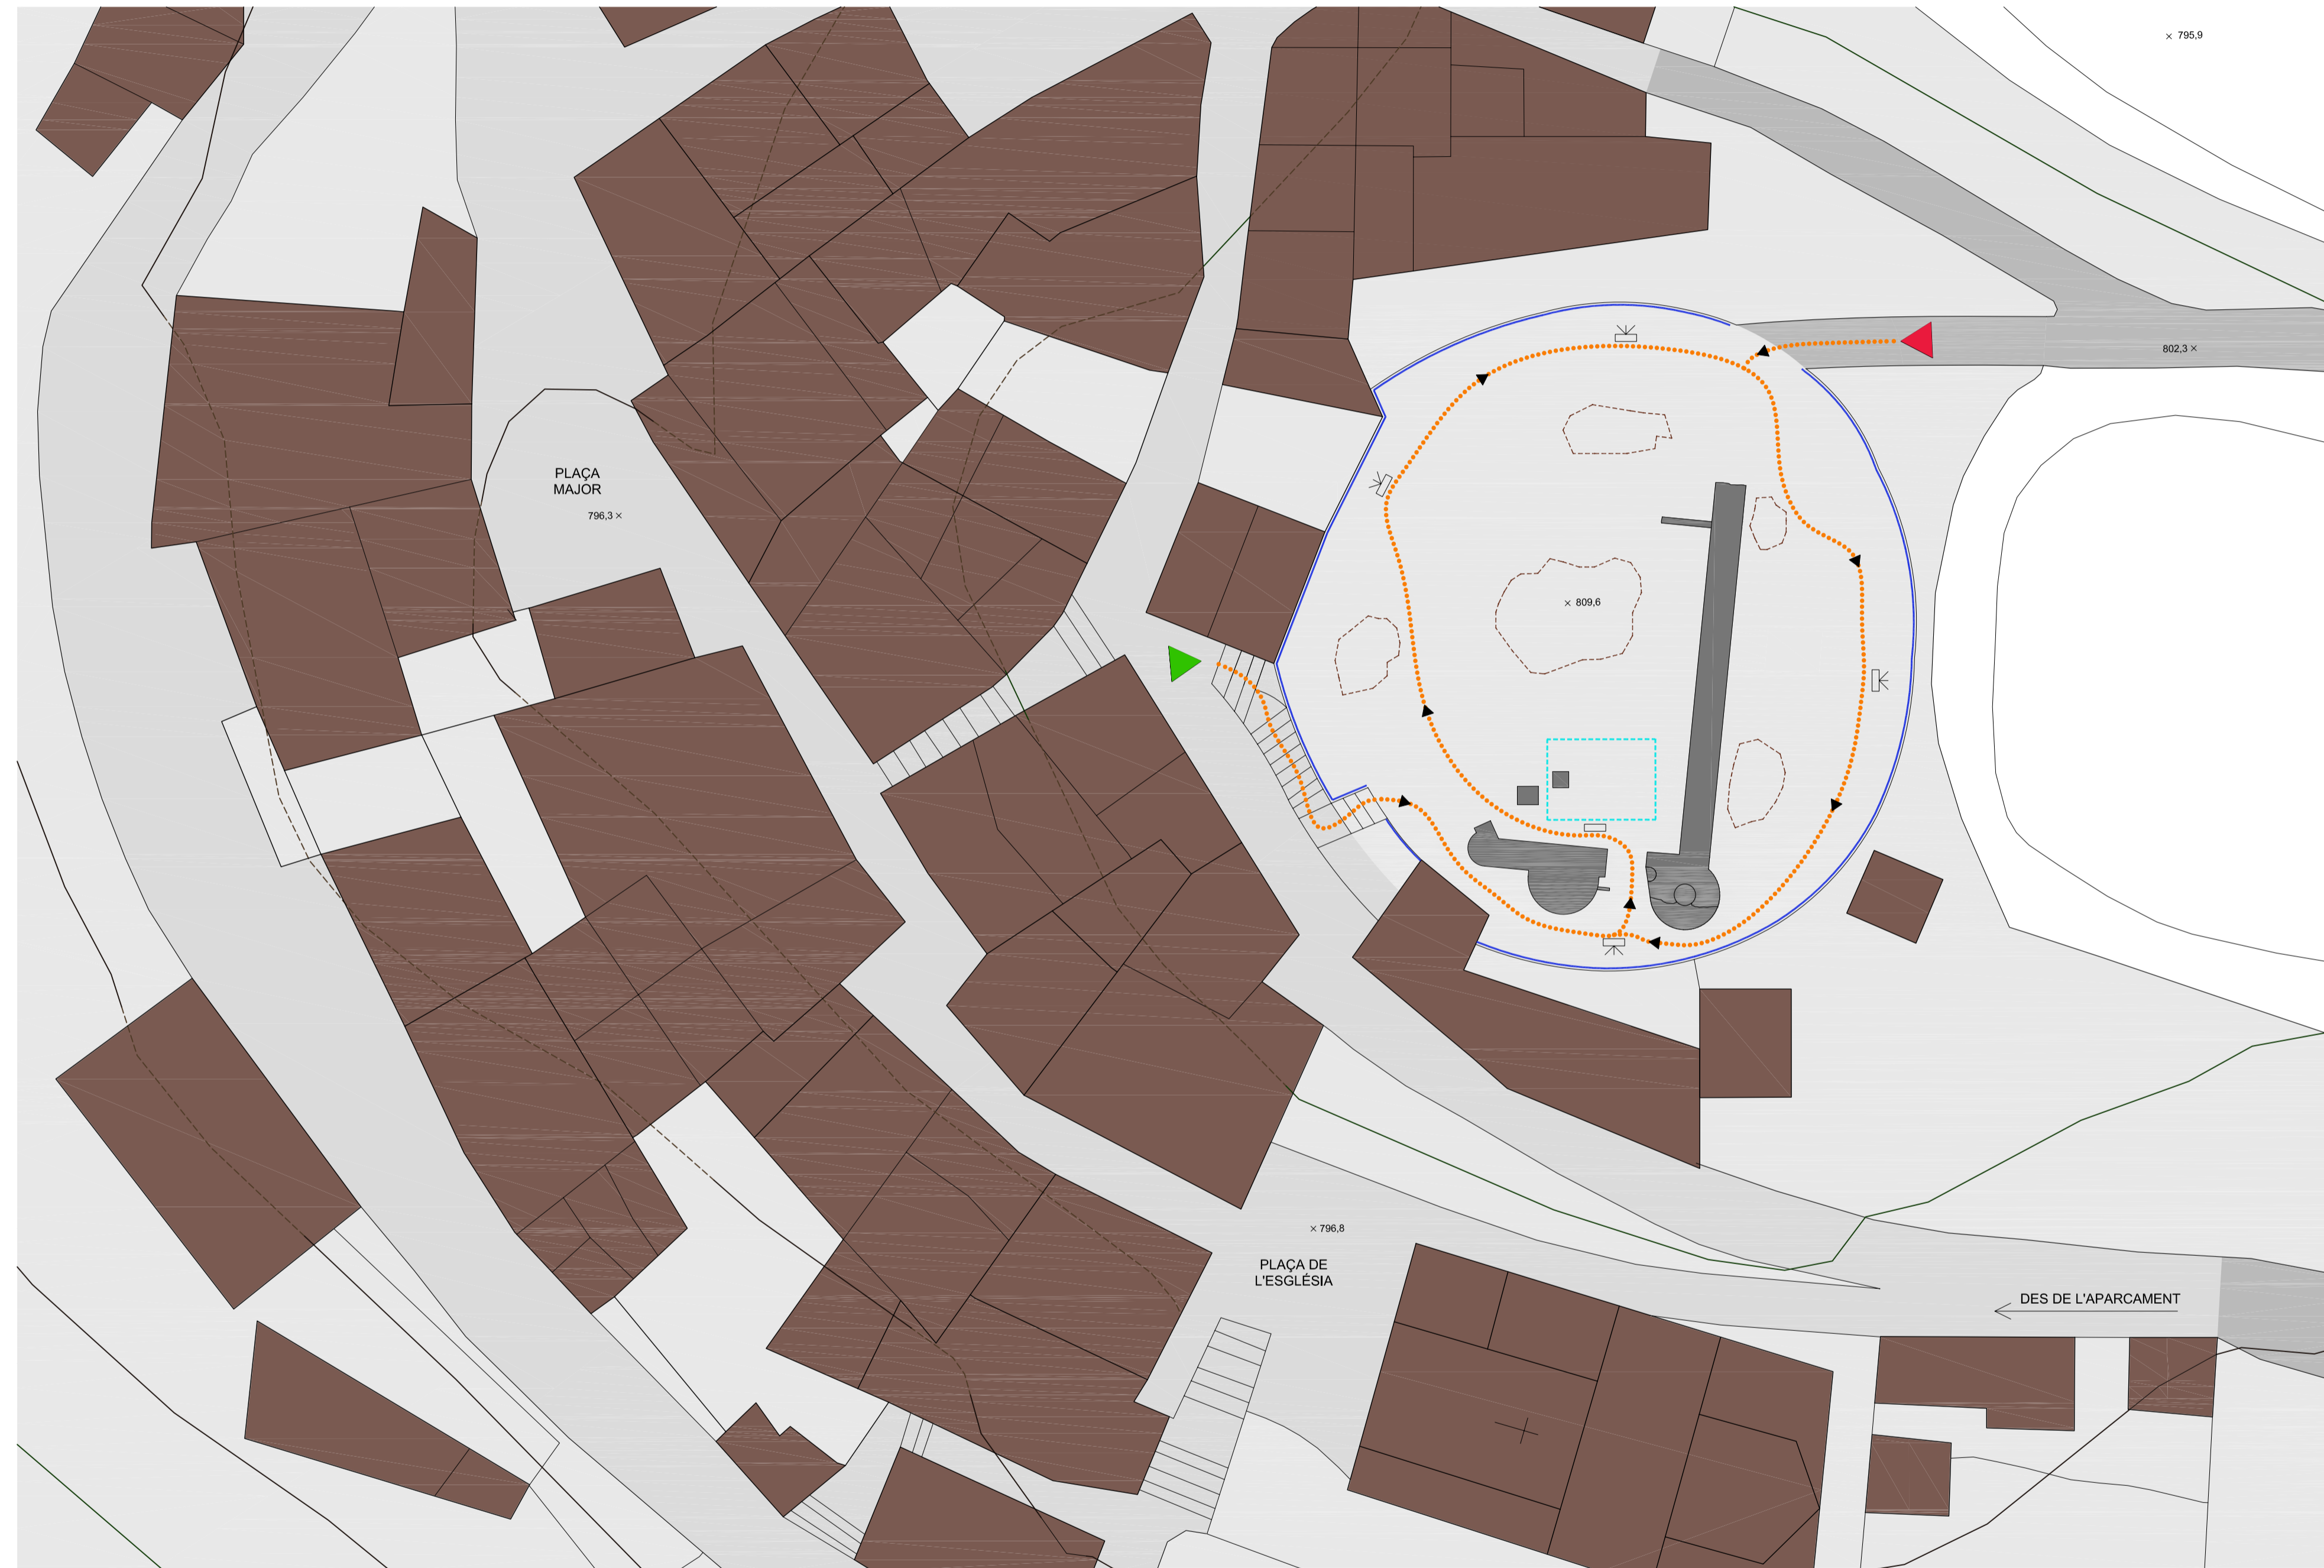 × 795,9
802,3 ×
PLAÇA
MAJOR
796,3 ×
× 809,6
× 796,8
PLAÇA DE
L'ESGLÉSIA
DES DE L'APARCAMENT